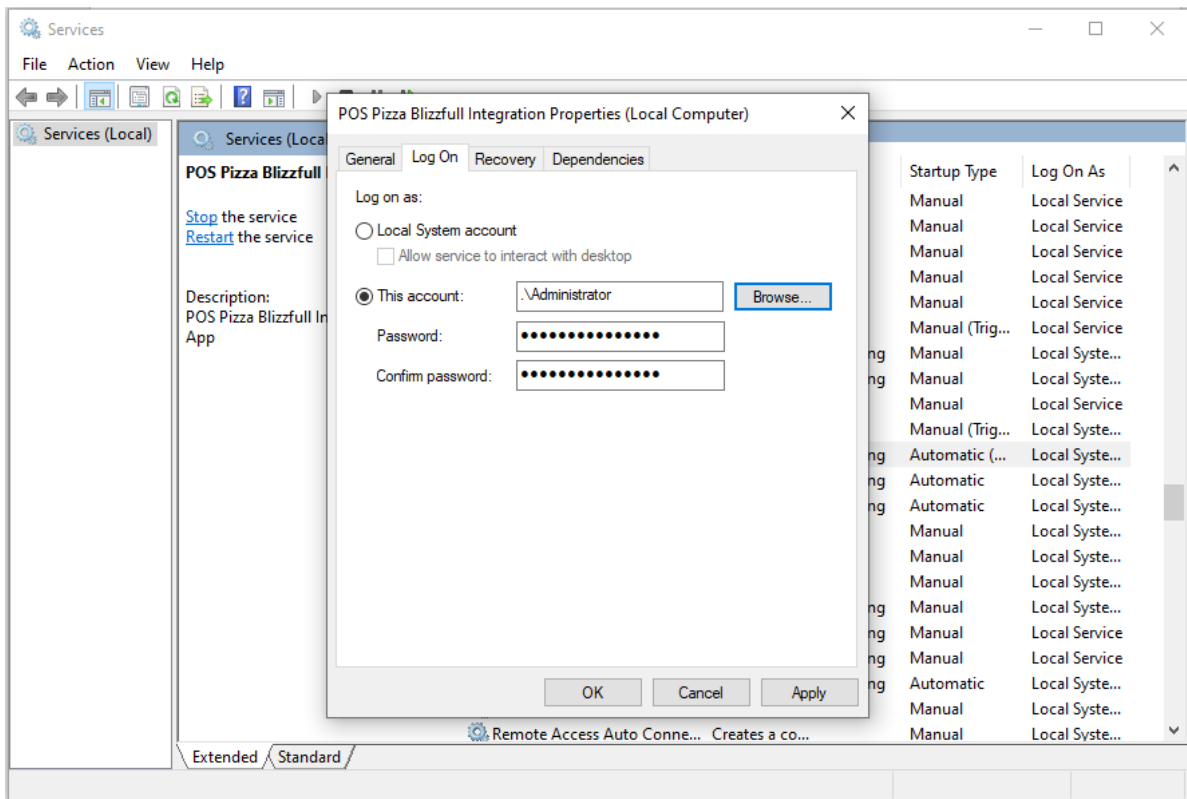 Services
File Action View Help
Services (Local)
Services (Local
POS Pizza Blizzfull I
Stop the service
Restart the service
Description:
POS Pizza Blizzfull In
App
POS Pizza Blizzfull Integration Properties (Local Computer)
General Log On Recovery Dependencies
Log on as:
Local System account
Allow service to interact with desktop
This account: .\Administrator Browse...
Password: •••••••••••••••
Confirm password: •••••••••••••••
OK Cancel Apply
Startup Type Log On As
Manual Local Service
Manual Local Service
Manual Local Service
Manual Local Service
Manual Local Service
Manual (Trig... Local Service
ng Manual Local Syste...
ng Manual Local Syste...
Manual Local Service
Manual (Trig... Local Syste...
ng Automatic (... Local Syste...
ng Automatic Local Syste...
ng Automatic Local Syste...
Manual Local Syste...
Manual Local Syste...
Manual Local Syste...
ng Manual Local Syste...
ng Manual Local Service
ng Manual Local Service
ng Automatic Local Syste...
Manual Local Syste...
Remote Access Auto Conne... Creates a co... Manual Local Syste...
Extended Standard